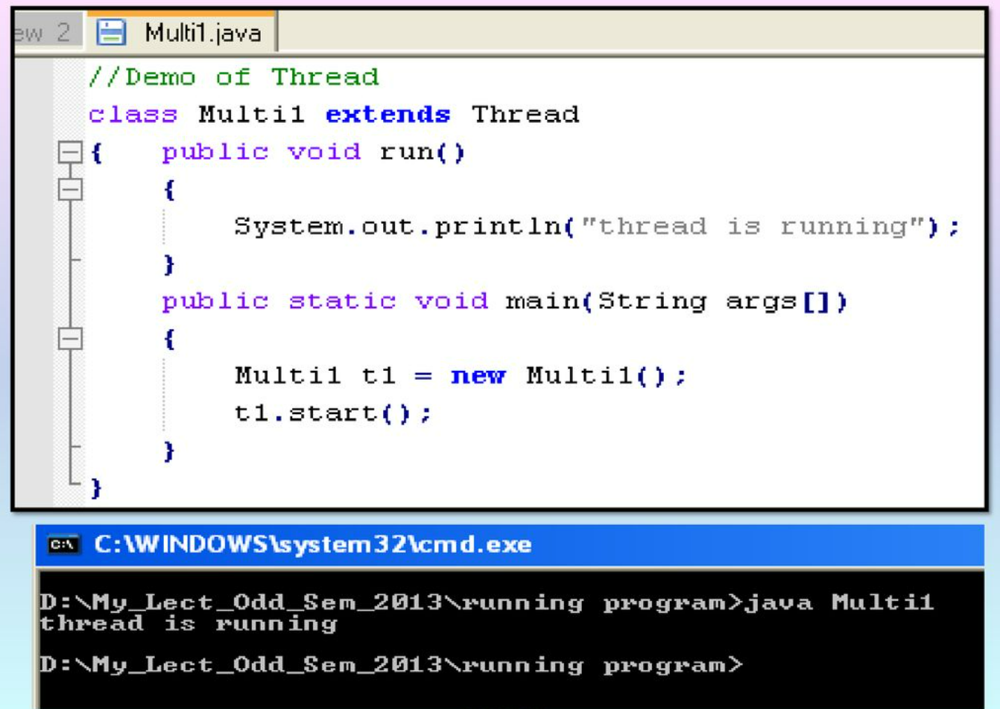 ew 2 Multi1.java
//Demo of Thread
class Multi1 extends Thread
{ public void run()
{
System.out.println("thread is running");
}
public static void main(String args[])
{
Multi1 t1 = new Multi1();
t1.start();
}
}
C:\ C:\WINDOWS\system32\cmd.exe
D:\My_Lect_Odd_Sem_2013\running program>java Multi1
thread is running
D:\My_Lect_Odd_Sem_2013\running program>